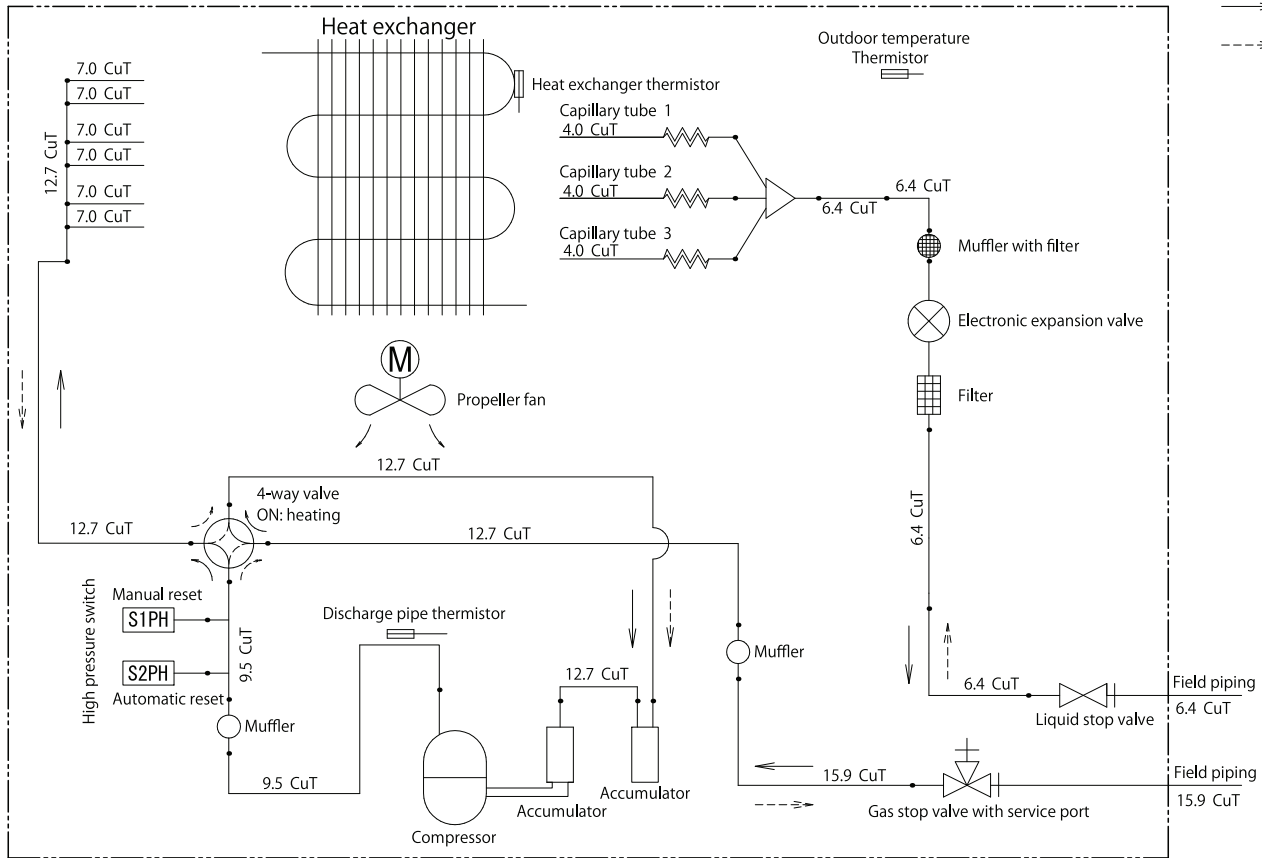 Heat exchanger
Outdoor temperature
Thermistor
7.0 CuT
7.0 CuT
7.0 CuT
7.0 CuT
7.0 CuT
7.0 CuT
12.7 CuT
Heat exchanger thermistor
Capillary tube 1
4.0 CuT
Capillary tube 2
4.0 CuT
Capillary tube 3
4.0 CuT
6.4 CuT
6.4 CuT
Muffler with filter
Electronic expansion valve
Filter
M
Propeller fan
12.7 CuT
4-way valve
ON: heating
12.7 CuT
12.7 CuT
6.4 CuT
High pressure switch
Manual reset
S1PH
S2PH
Automatic reset
9.5 CuT
Discharge pipe thermistor
Muffler
Muffler
12.7 CuT
9.5 CuT
Compressor
Accumulator
Accumulator
6.4 CuT
Liquid stop valve
Field piping
6.4 CuT
15.9 CuT
Gas stop valve with service port
Field piping
15.9 CuT